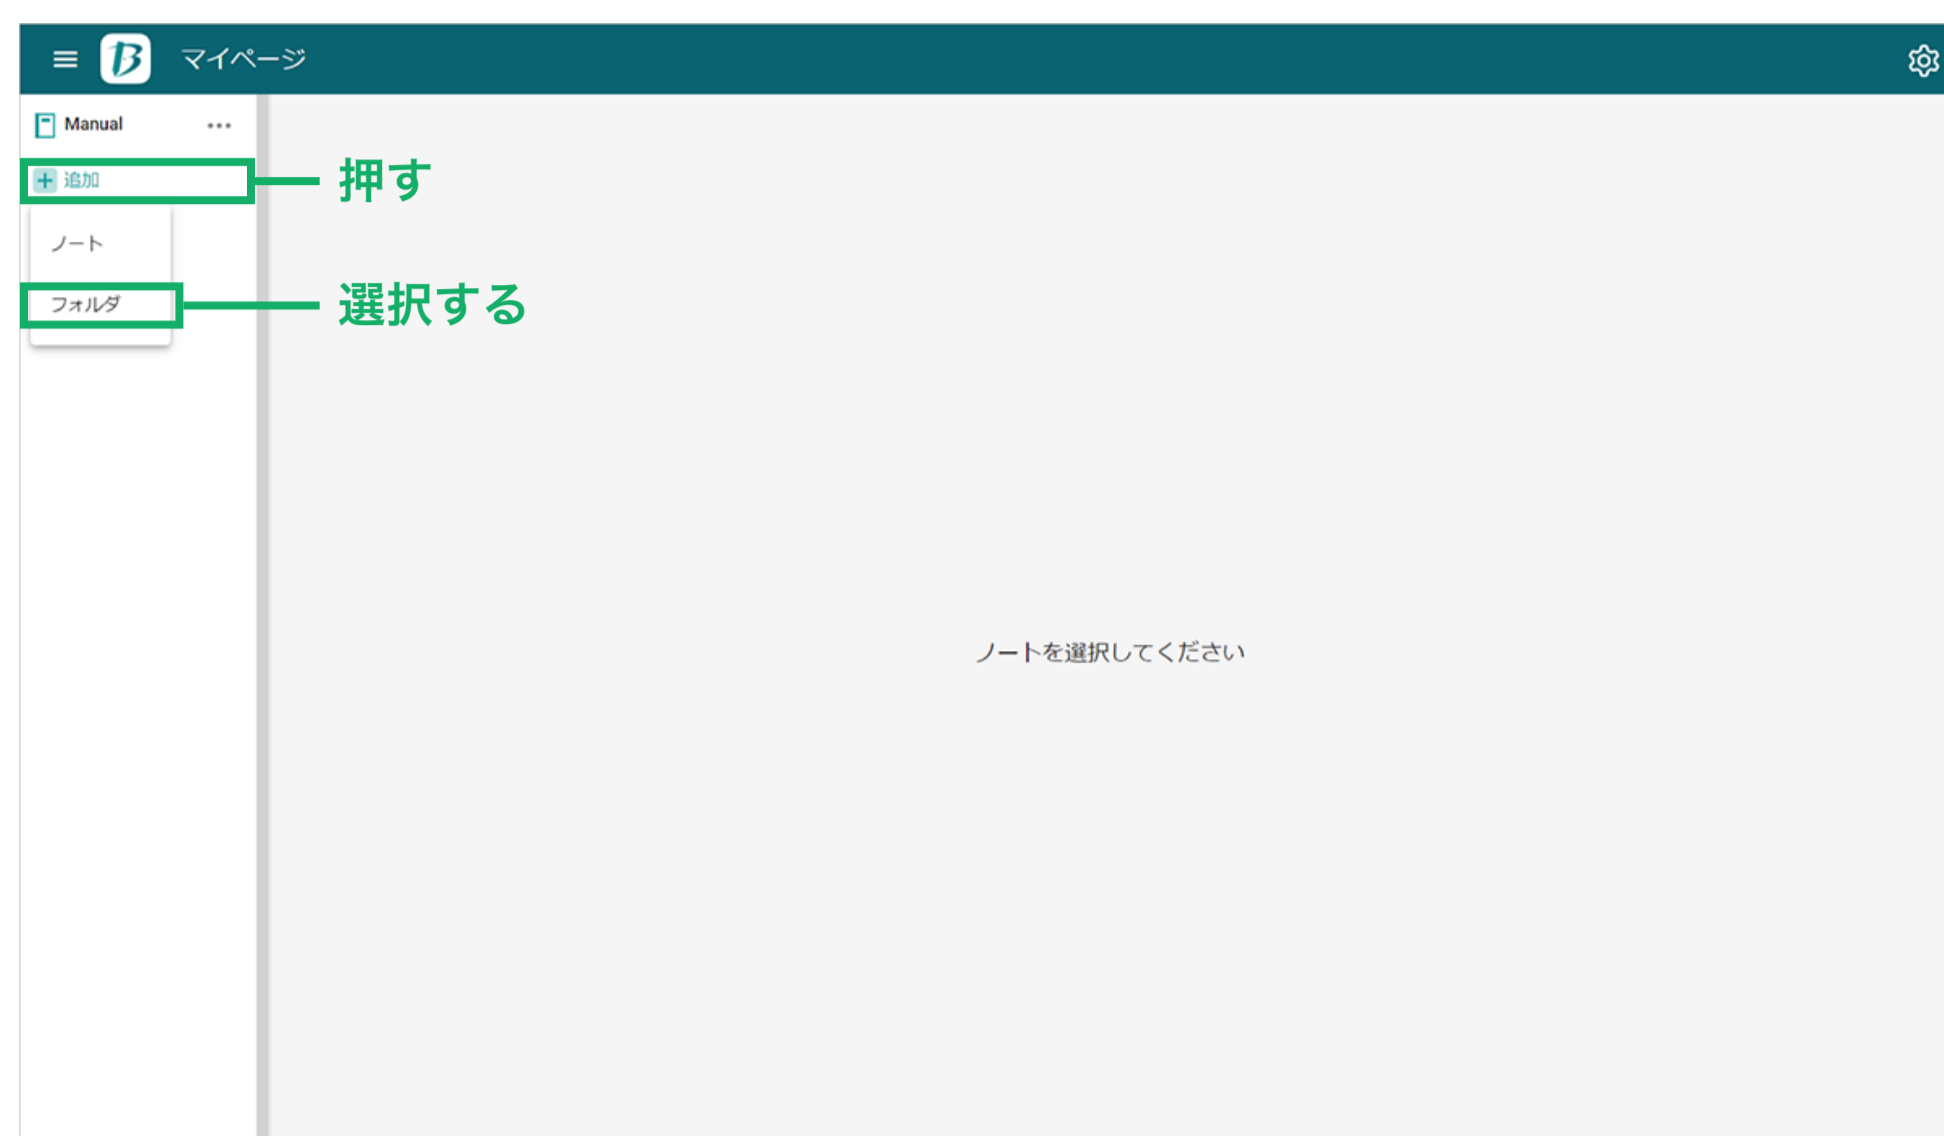 B マイページ
Manual
追加
押す
ノート
フォルダ
選択する
ノートを選択してください